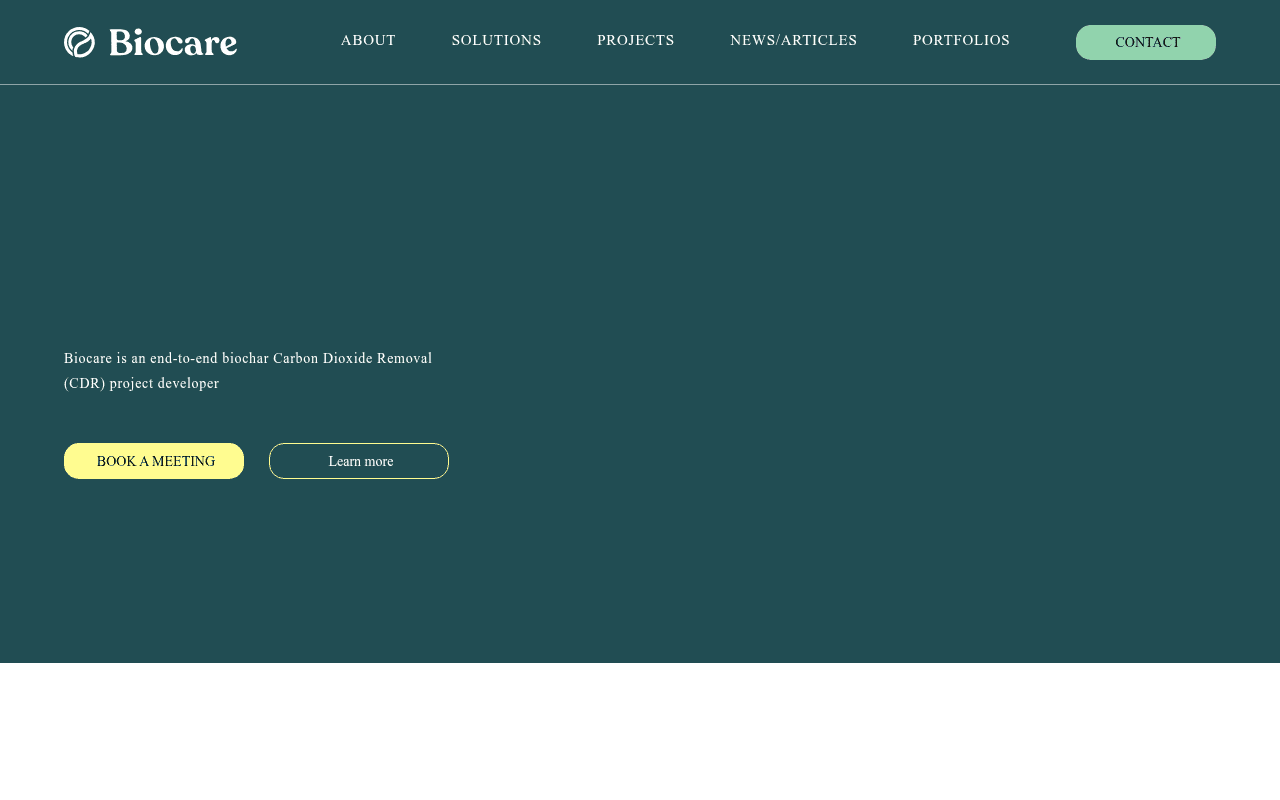 Biocare
ABOUT
SOLUTIONS
PROJECTS
NEWS/ARTICLES
PORTFOLIOS
CONTACT
Biocare is an end-to-end biochar Carbon Dioxide Removal
(CDR) project developer
BOOK A MEETING
Learn more